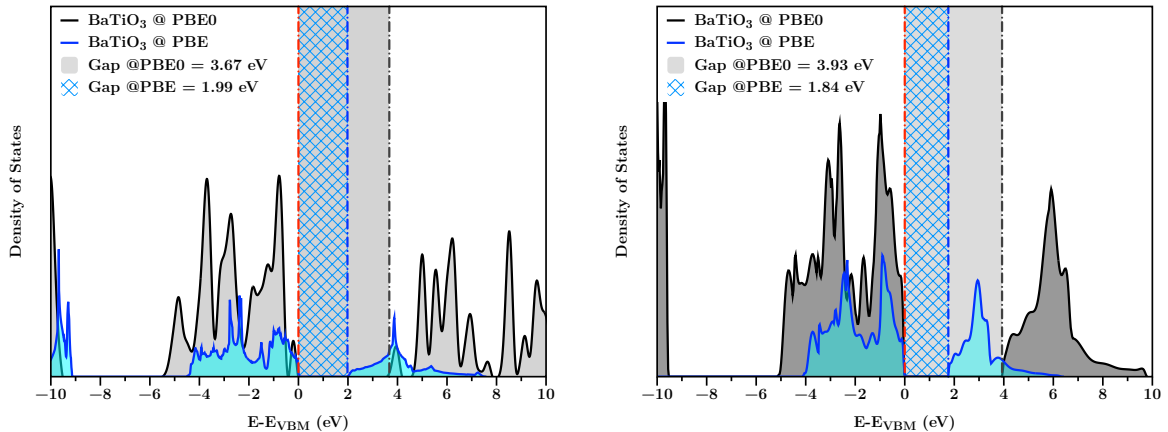 BaTiO₃ @ PBE0
BaTiO₃ @ PBE
Gap @PBE0 = 3.67 eV
Gap @PBE = 1.99 eV
Density of States
−10 −8 −6 −4 −2 0 2 4 6 8 10
E-E_VBM (eV)
BaTiO₃ @ PBE0
BaTiO₃ @ PBE
Gap @PBE0 = 3.93 eV
Gap @PBE = 1.84 eV
Density of States
−10 −8 −6 −4 −2 0 2 4 6 8 10
E-E_VBM (eV)